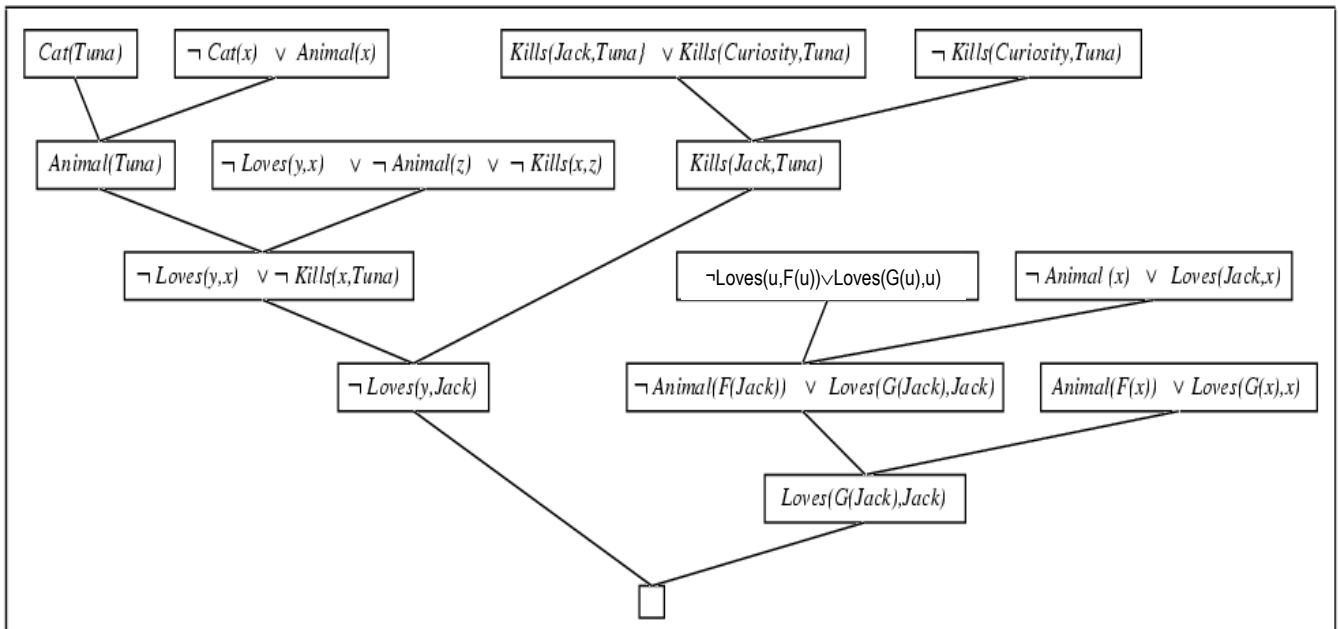 Cat(Tuna)
¬ Cat(x) ∨ Animal(x)
Kills(Jack,Tuna} ∨ Kills(Curiosity,Tuna)
¬ Kills(Curiosity,Tuna)
Animal(Tuna)
¬ Loves(y,x) ∨ ¬ Animal(z) ∨ ¬ Kills(x,z)
Kills(Jack,Tuna)
¬ Loves(y,x) ∨ ¬ Kills(x,Tuna)
¬Loves(u,F(u))∨Loves(G(u),u)
¬ Animal (x) ∨ Loves(Jack,x)
¬ Loves(y,Jack)
¬ Animal(F(Jack)) ∨ Loves(G(Jack),Jack)
Animal(F(x)) ∨ Loves(G(x),x)
Loves(G(Jack),Jack)